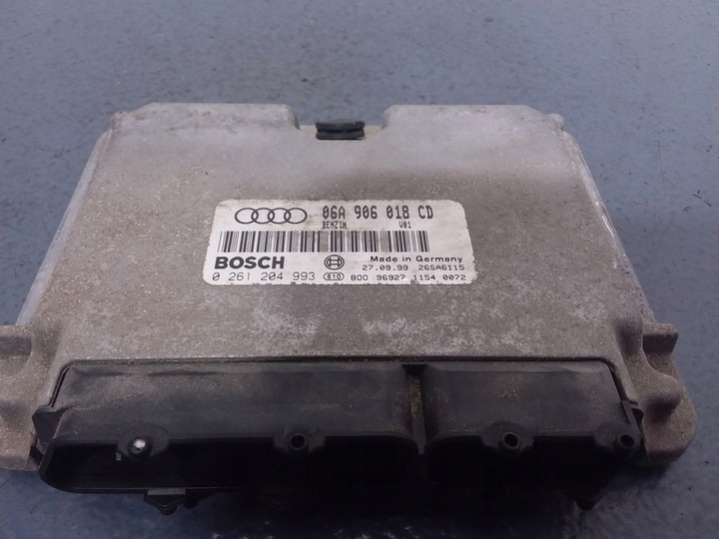 06A 906 018 CD
BENZIN V01
BOSCH Made in Germany
27.09.99 26SA6115
0 261 204 993 610 800 96927 1154 0072